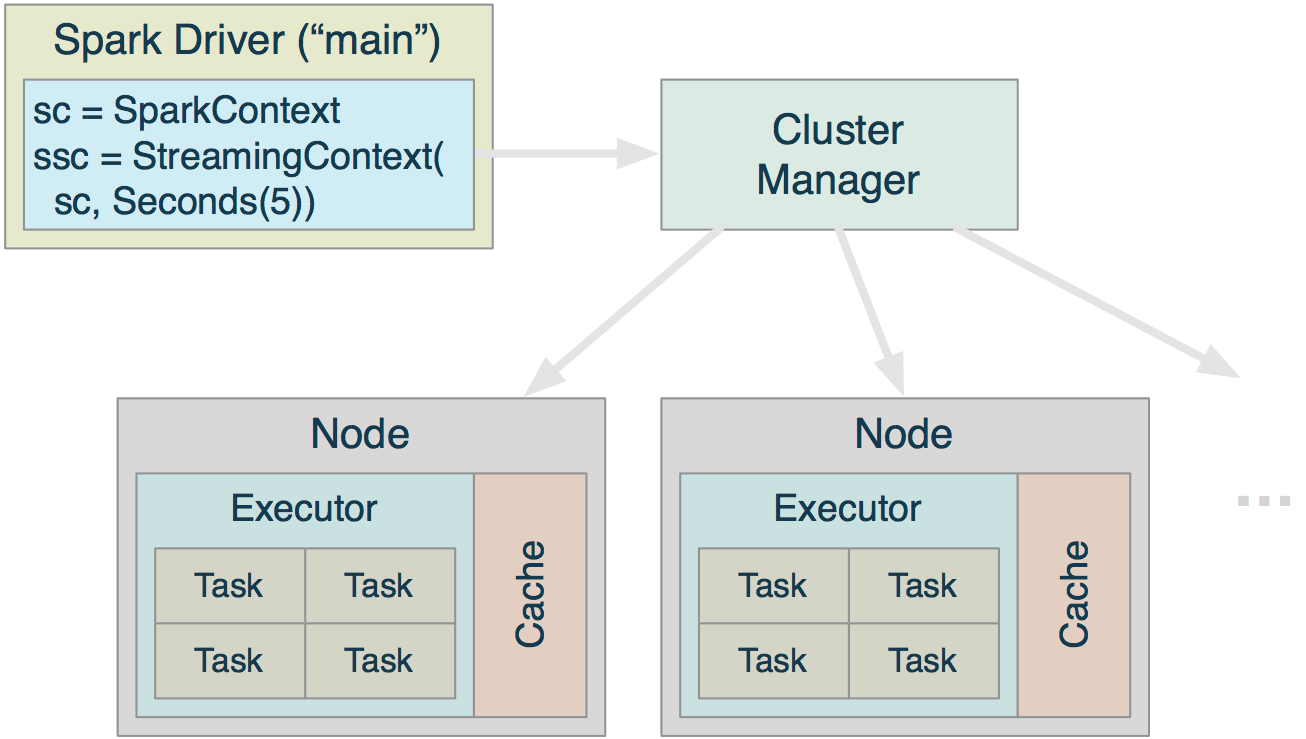 Spark Driver (“main”)
sc = SparkContext
ssc = StreamingContext(
sc, Seconds(5))
Cluster
Manager
Node
Executor
Task Task
Task Task
Cache
Node
Executor
Task Task
Task Task
Cache
...